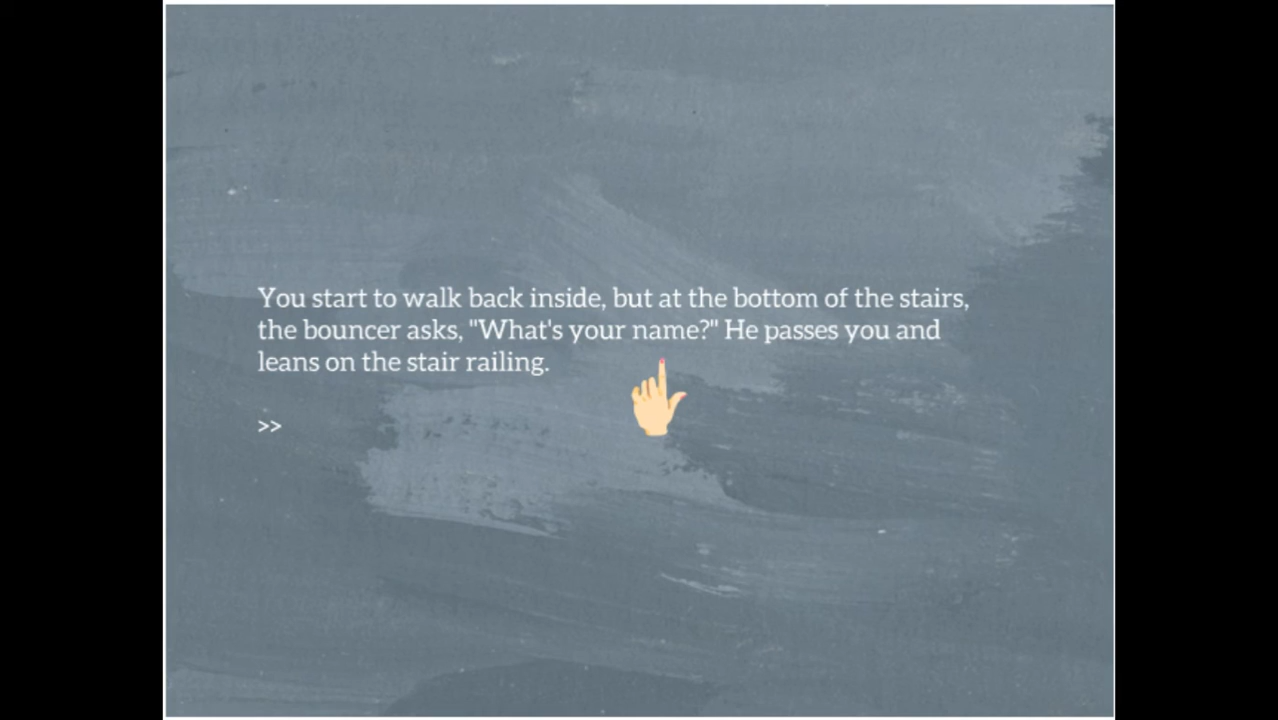 You start to walk back inside, but at the bottom of the stairs,
the bouncer asks, "What's your name?" He passes you and
leans on the stair railing.
>>